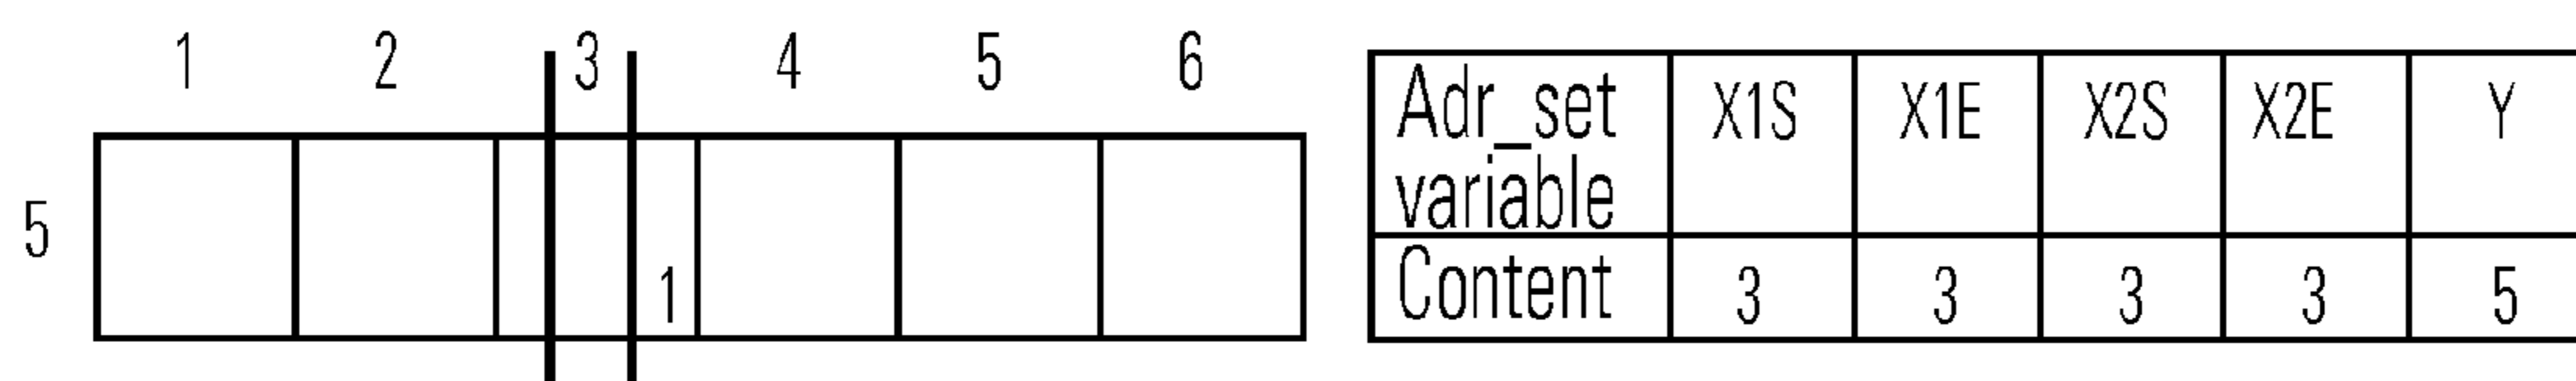 1 2 3 4 5 6
5
1
Adr_set variable X1S X1E X2S X2E Y
Content 3 3 3 3 5